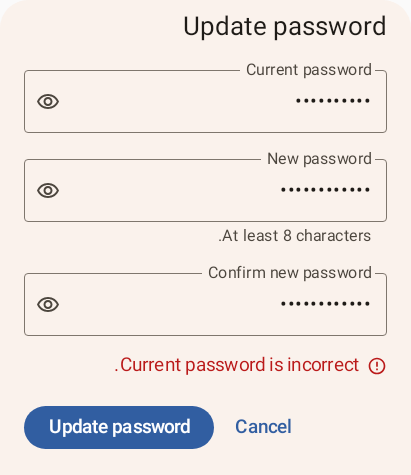 Update password
Current password
••••••••••
New password
••••••••••••
.At least 8 characters
Confirm new password
••••••••••••
.Current password is incorrect
Update password
Cancel